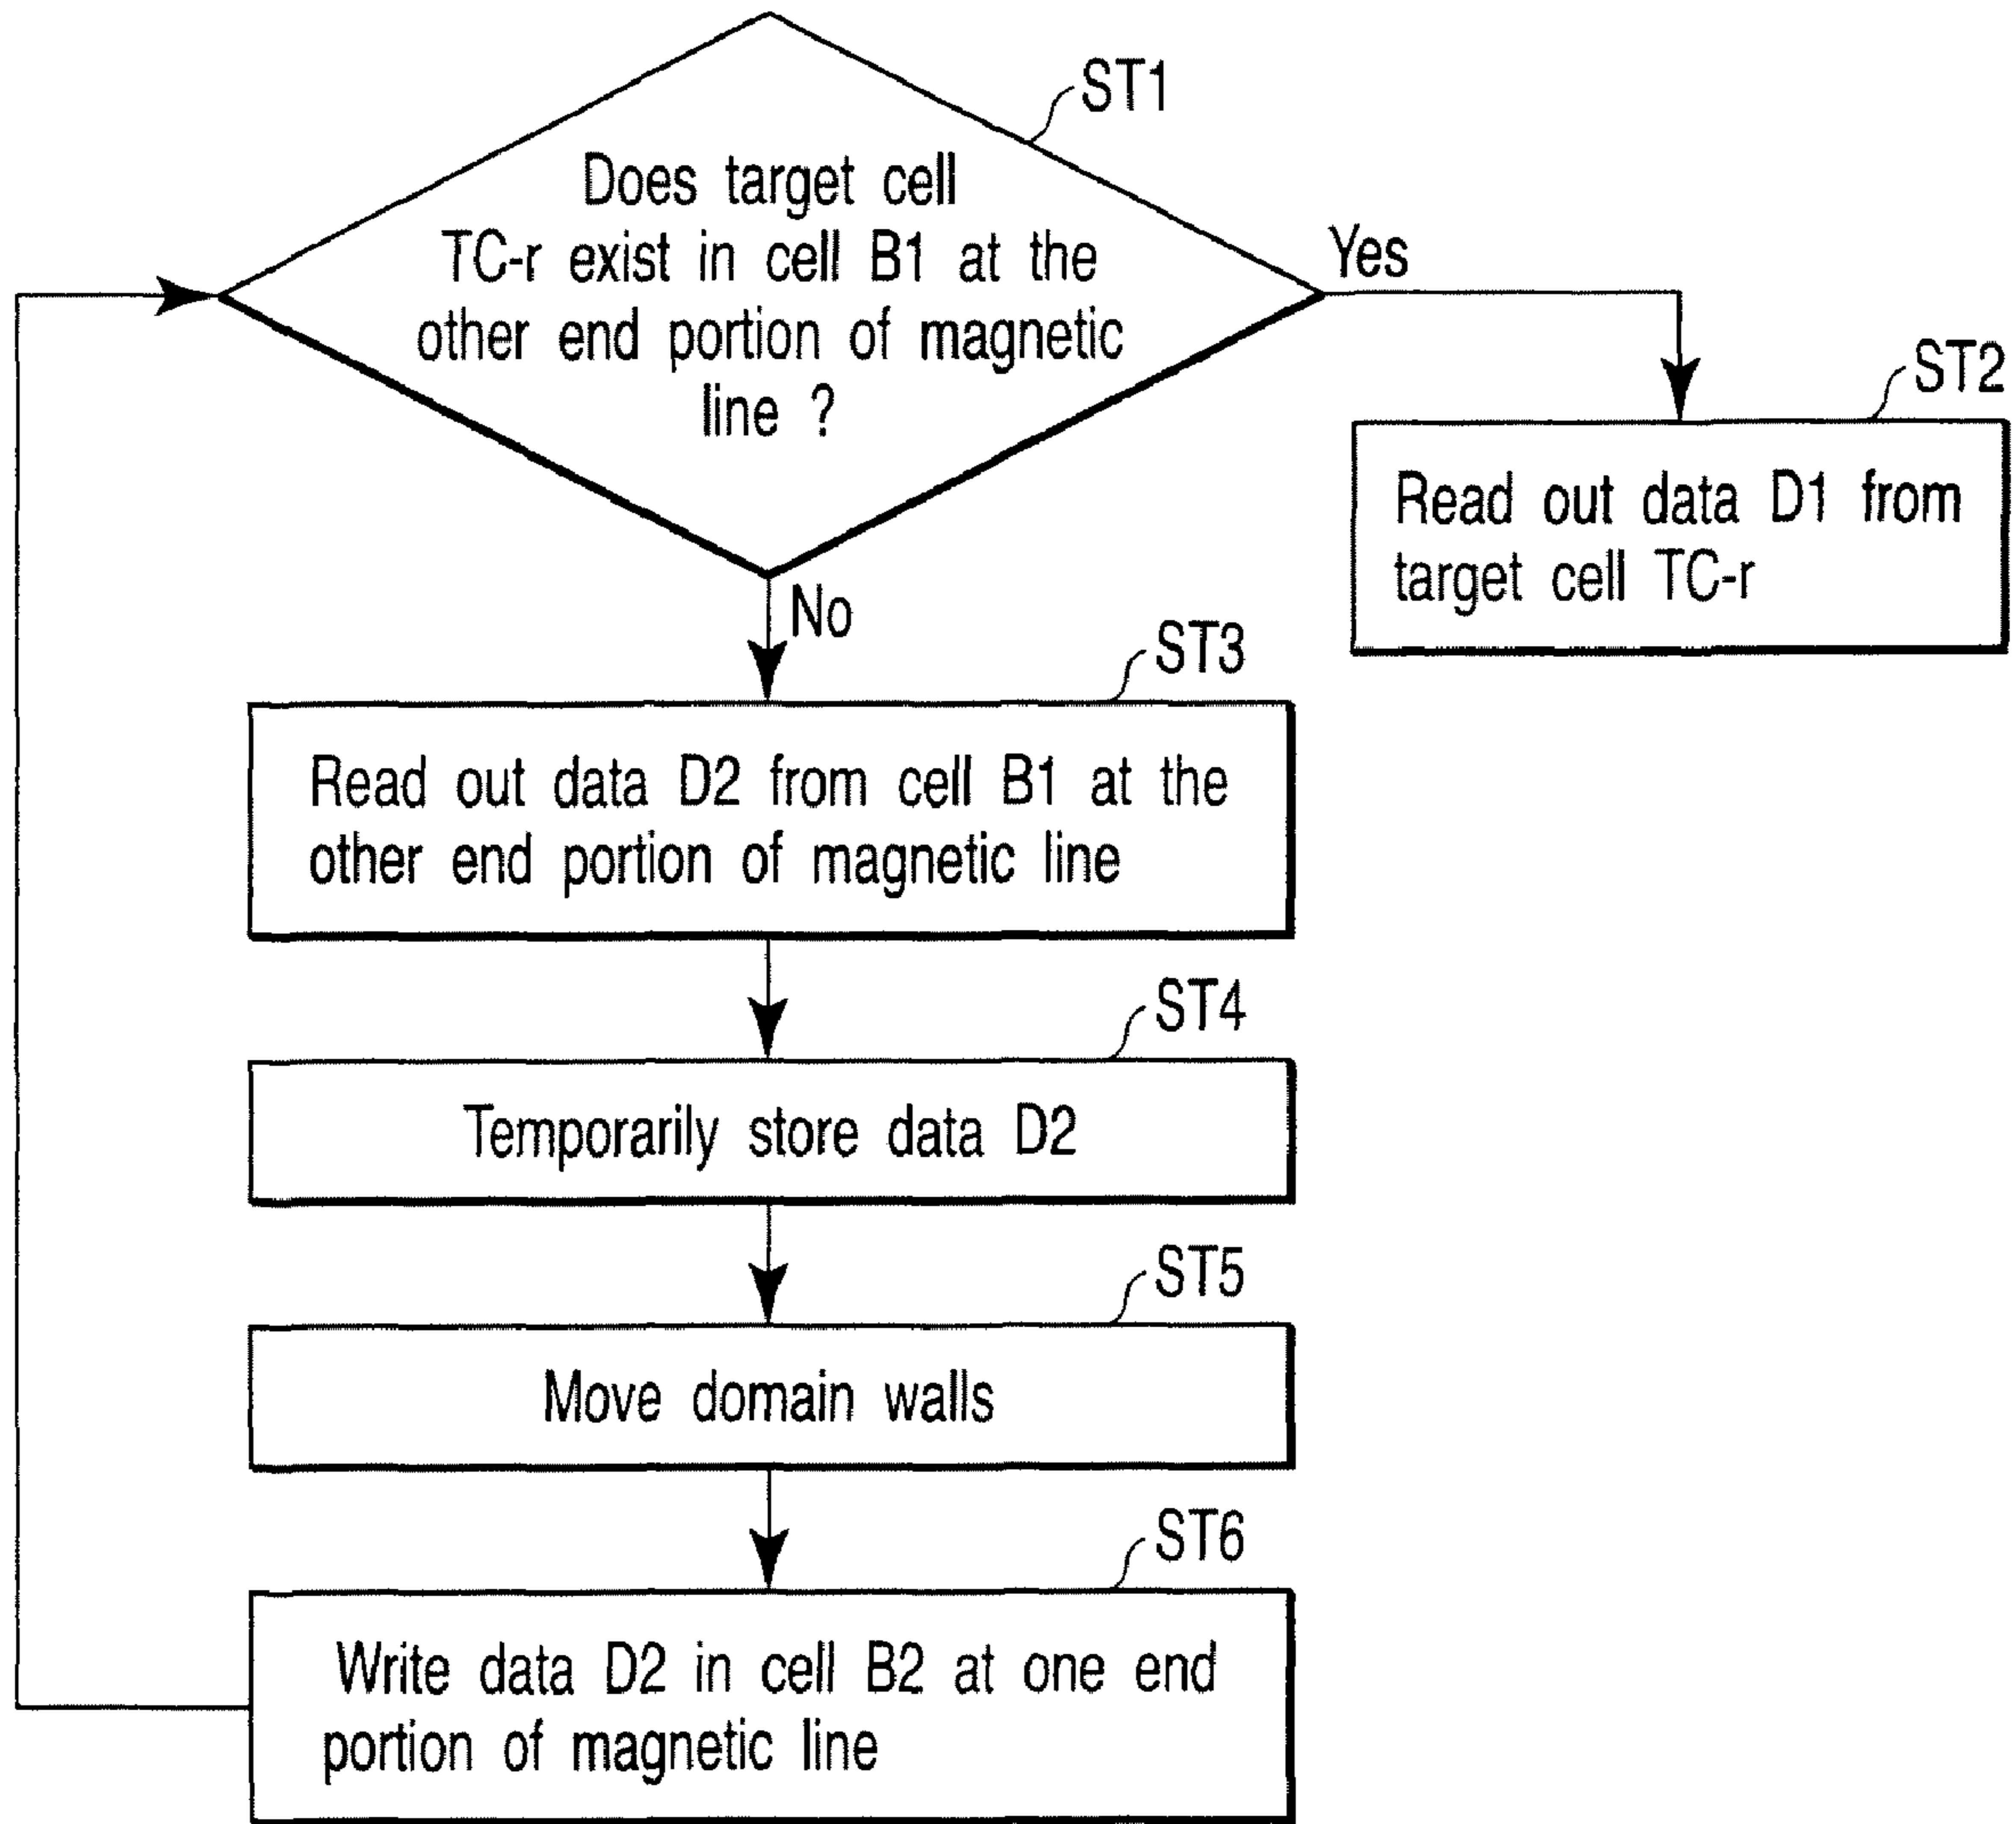 ST1
Does target cell
TC-r exist in cell B1 at the
other end portion of magnetic
line ?
Yes
ST2
Read out data D1 from
target cell TC-r
No
ST3
Read out data D2 from cell B1 at the
other end portion of magnetic line
ST4
Temporarily store data D2
ST5
Move domain walls
ST6
Write data D2 in cell B2 at one end
portion of magnetic line